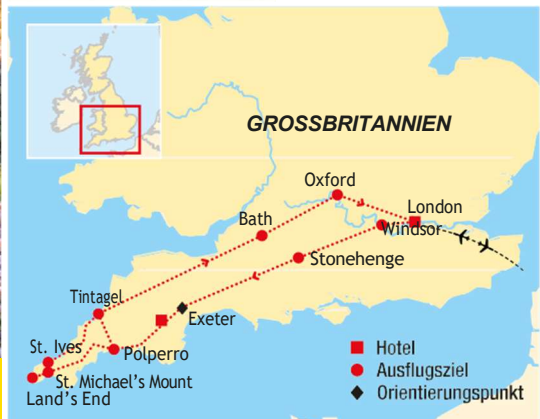 GROSSBRITANNIEN
Oxford
London
Bath
Windsor
Stonehenge
Tintagel
Exeter
St. Ives
Polperro
St. Michael's Mount
Land's End
Hotel
Ausflugsziel
Orientierungspunkt